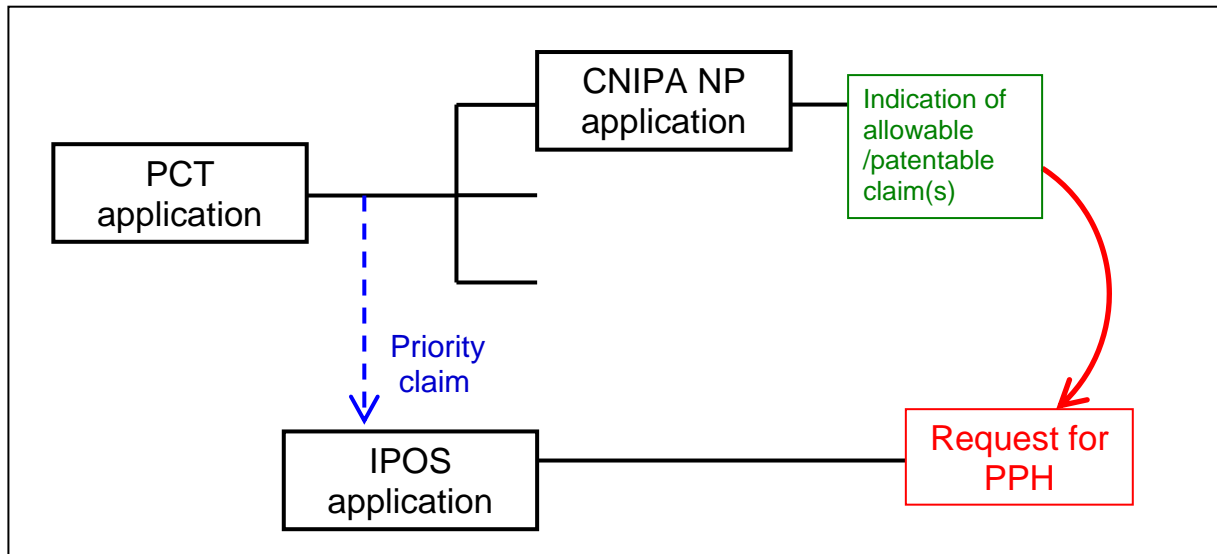 PCT
application
CNIPA NP
application
Indication of
allowable
/patentable
claim(s)
Priority
claim
IPOS
application
Request for
PPH